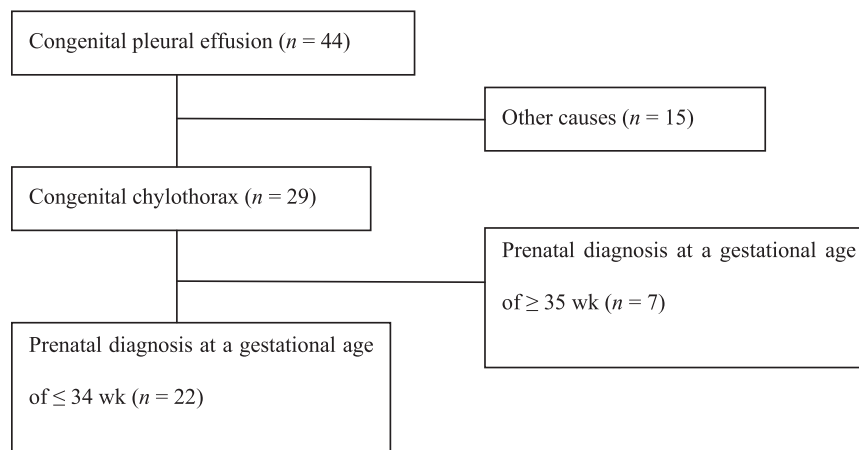 Congenital pleural effusion (n = 44)
Other causes (n = 15)
Congenital chylothorax (n = 29)
Prenatal diagnosis at a gestational age
of ≥ 35 wk (n = 7)
Prenatal diagnosis at a gestational age
of ≤ 34 wk (n = 22)